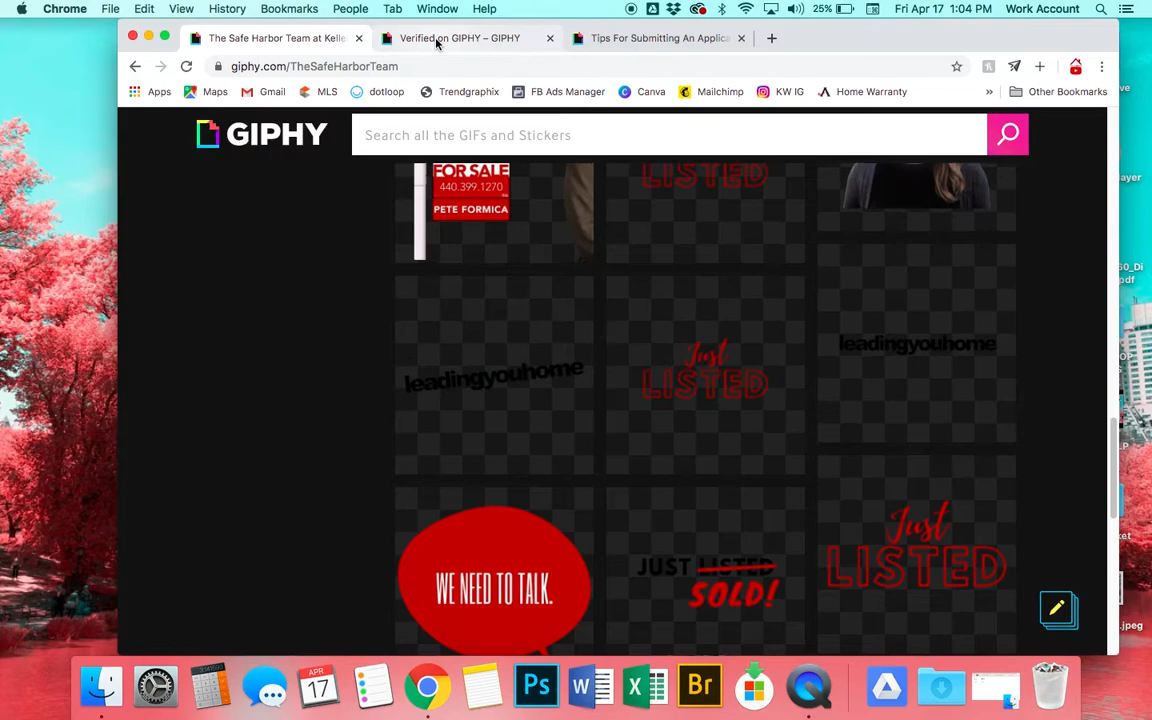 Chrome File Edit View History Bookmarks People Tab Window Help 25% Fri Apr 17 1:04 PM Work Account
The Safe Harbor Team at Kelle Verified on GIPHY – GIPHY Tips For Submitting An Applica
giphy.com/TheSafeHarborTeam
Apps Maps Gmail MLS dotloop Trendgraphix FB Ads Manager Canva Mailchimp KW IG Home Warranty » Other Bookmarks
GIPHY Search all the GIFs and Stickers
FOR SALE
440.399.1270
PETE FORMICA
LISTED
leadingyouhome
Just
LISTED
leadingyouhome
WE NEED TO TALK.
JUST LISTED
SOLD!
Just
LISTED
APR
17
Ps W X Br
.jpeg